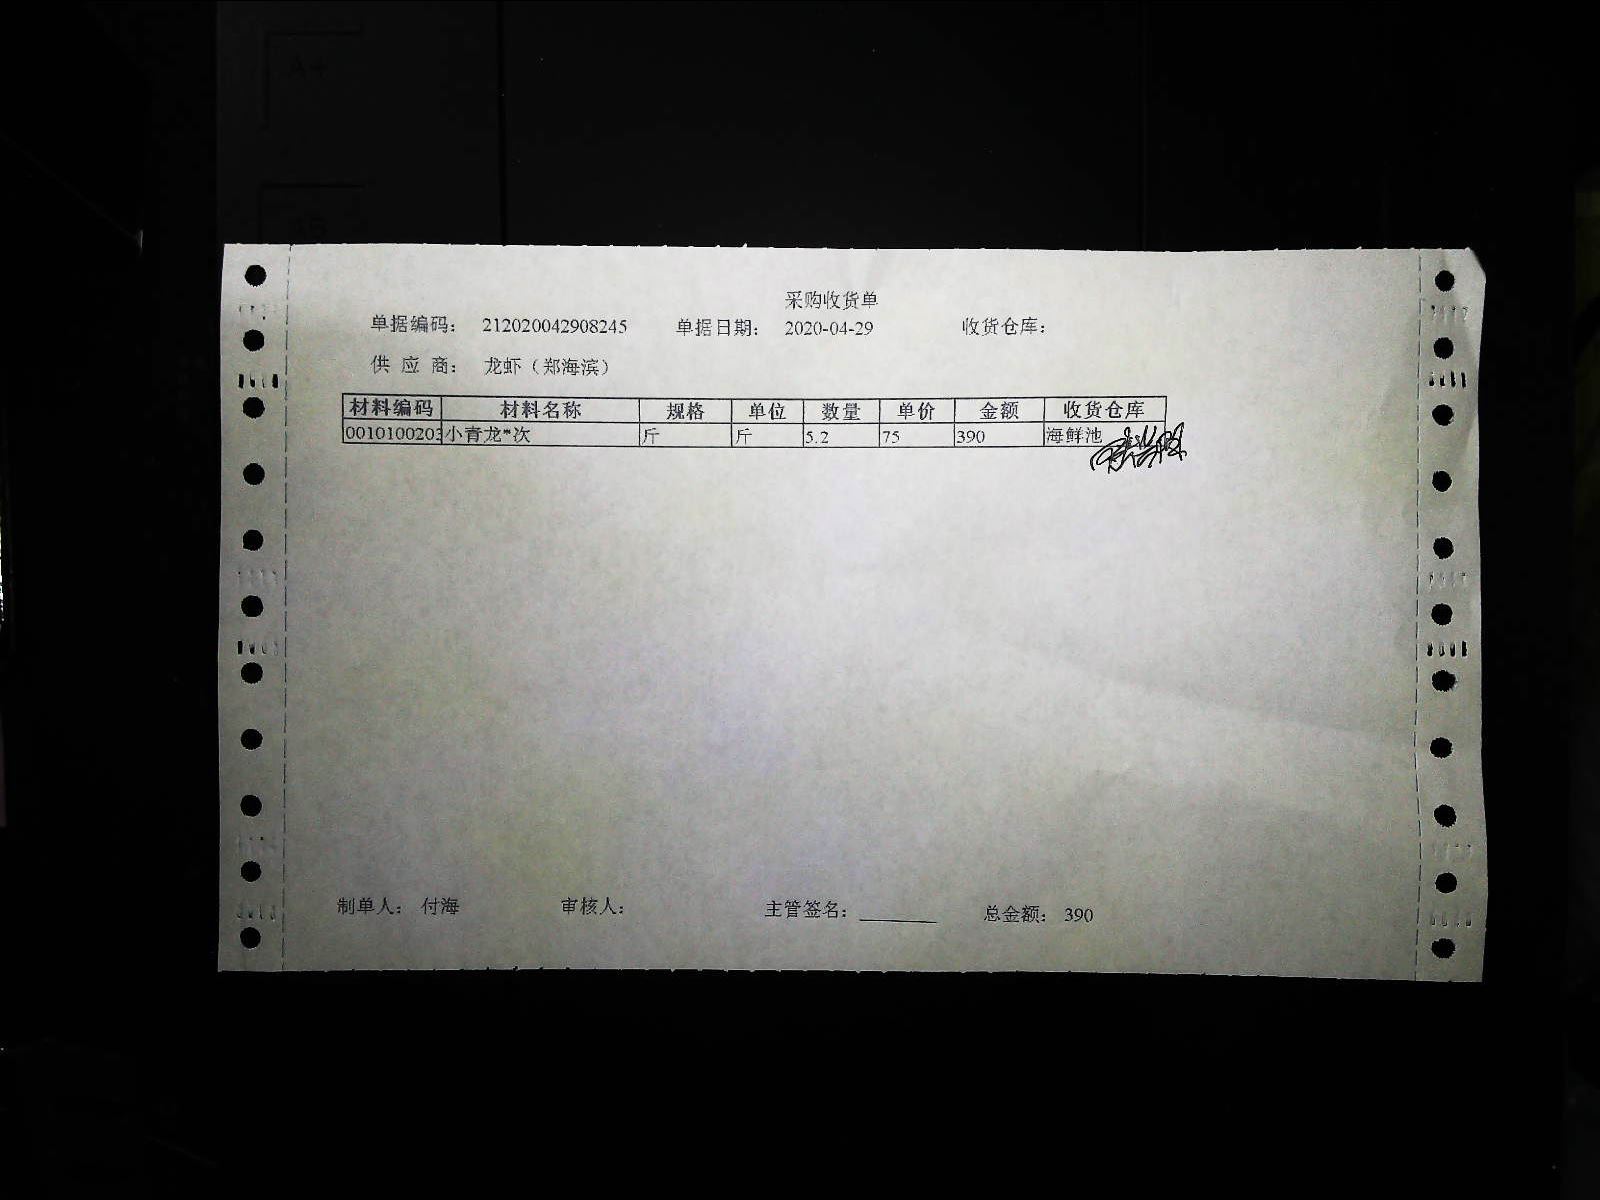 采购收货单
单据编码： 212020042908245 单据日期： 2020-04-29 收货仓库：
供 应 商： 龙虾（郑海滨）
材料编码 材料名称 规格 单位 数量 单价 金额 收货仓库
0010100203 小青龙*次 斤 斤 5.2 75 390 海鲜池
制单人： 付海 审核人： 主管签名： 总金额： 390